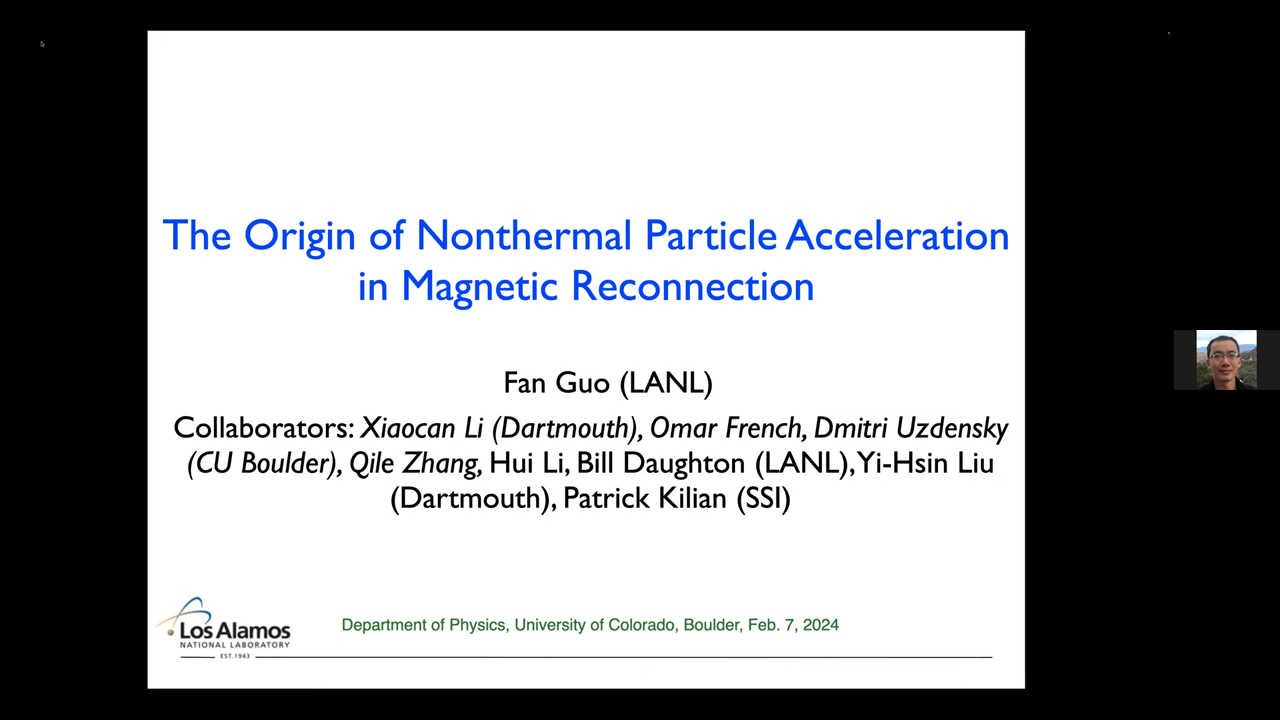 The Origin of Nonthermal Particle Acceleration
in Magnetic Reconnection
Fan Guo (LANL)
Collaborators: Xiaocan Li (Dartmouth), Omar French, Dmitri Uzdensky
(CU Boulder), Qile Zhang, Hui Li, Bill Daughton (LANL), Yi-Hsin Liu
(Dartmouth), Patrick Kilian (SSI)
Los Alamos
NATIONAL LABORATORY
EST.1943
Department of Physics, University of Colorado, Boulder, Feb. 7, 2024